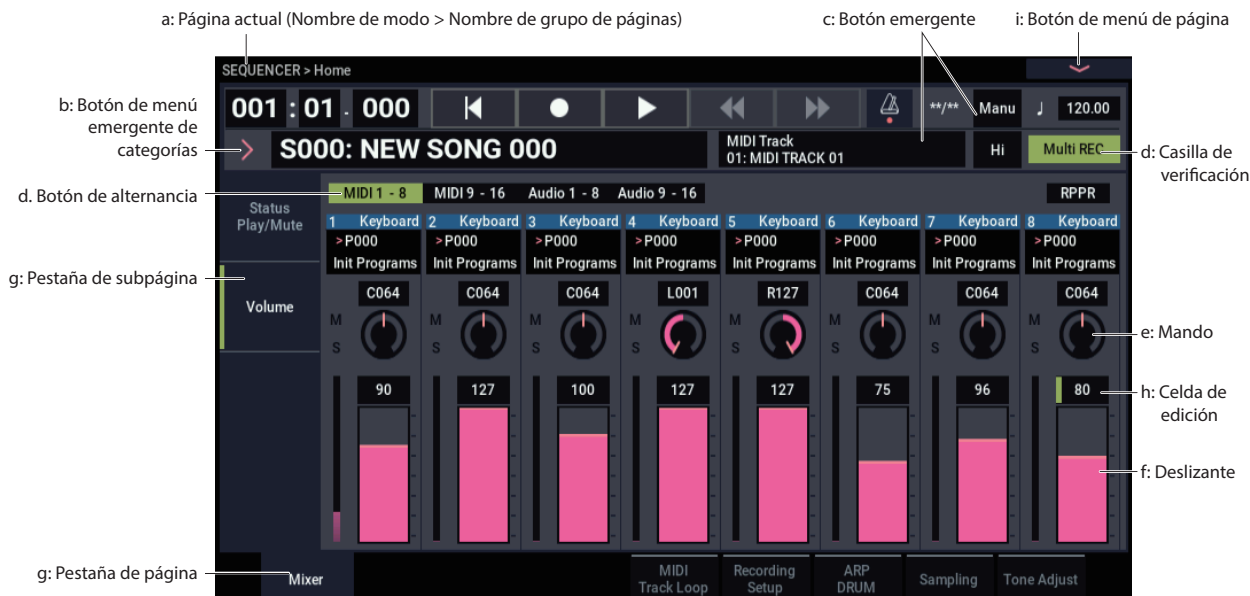 a: Página actual (Nombre de modo > Nombre de grupo de páginas)
c: Botón emergente
i: Botón de menú de página
SEQUENCER > Home
b: Botón de menú
emergente de
categorías
001 : 01 . 000
**/**
Manu
♩ 120.00
S000: NEW SONG 000
MIDI Track
01: MIDI TRACK 01
Hi
Multi REC
d: Casilla de
verificación
d. Botón de alternancia
MIDI 1 - 8 MIDI 9 - 16 Audio 1 - 8 Audio 9 - 16
RPPR
Status
Play/Mute
1 Keyboard 2 Keyboard 3 Keyboard 4 Keyboard 5 Keyboard 6 Keyboard 7 Keyboard 8 Keyboard
>P000 >P000 >P000 >P000 >P000 >P000 >P000 >P000
Init Programs Init Programs Init Programs Init Programs Init Programs Init Programs Init Programs Init Programs
g: Pestaña de subpágina
Volume
C064 C064 C064 L001 R127 C064 C064 C064
M M M M M M M M
S S S S S S S S
e: Mando
90 127 100 127 127 75 96 80
h: Celda de
edición
f: Deslizante
g: Pestaña de página
Mixer
MIDI
Track Loop
Recording
Setup
ARP
DRUM
Sampling
Tone Adjust